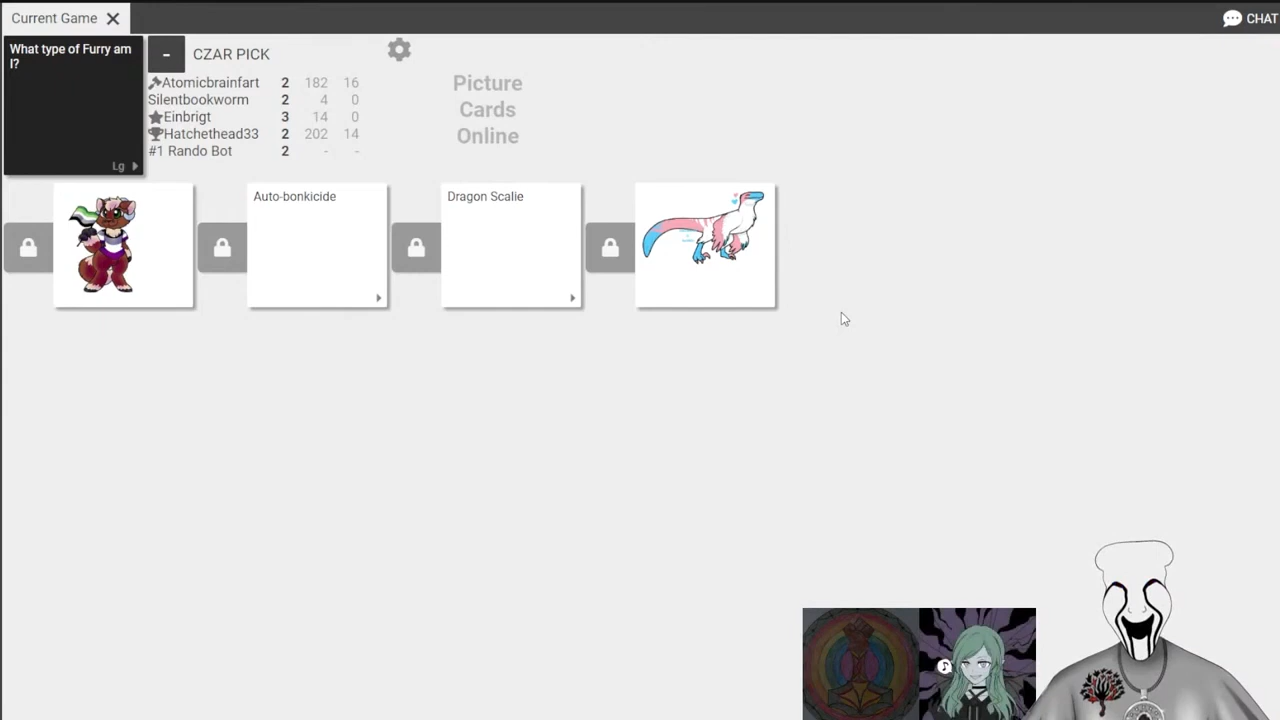 Current Game
CHAT
What type of Furry am
I?
Lg
- CZAR PICK
Atomicbrainfart 2 182 16
Silentbookworm 2 4 0
Einbrigt 3 14 0
Hatchethead33 2 202 14
#1 Rando Bot 2 - -
Picture
Cards
Online
Auto-bonkicide
Dragon Scalie